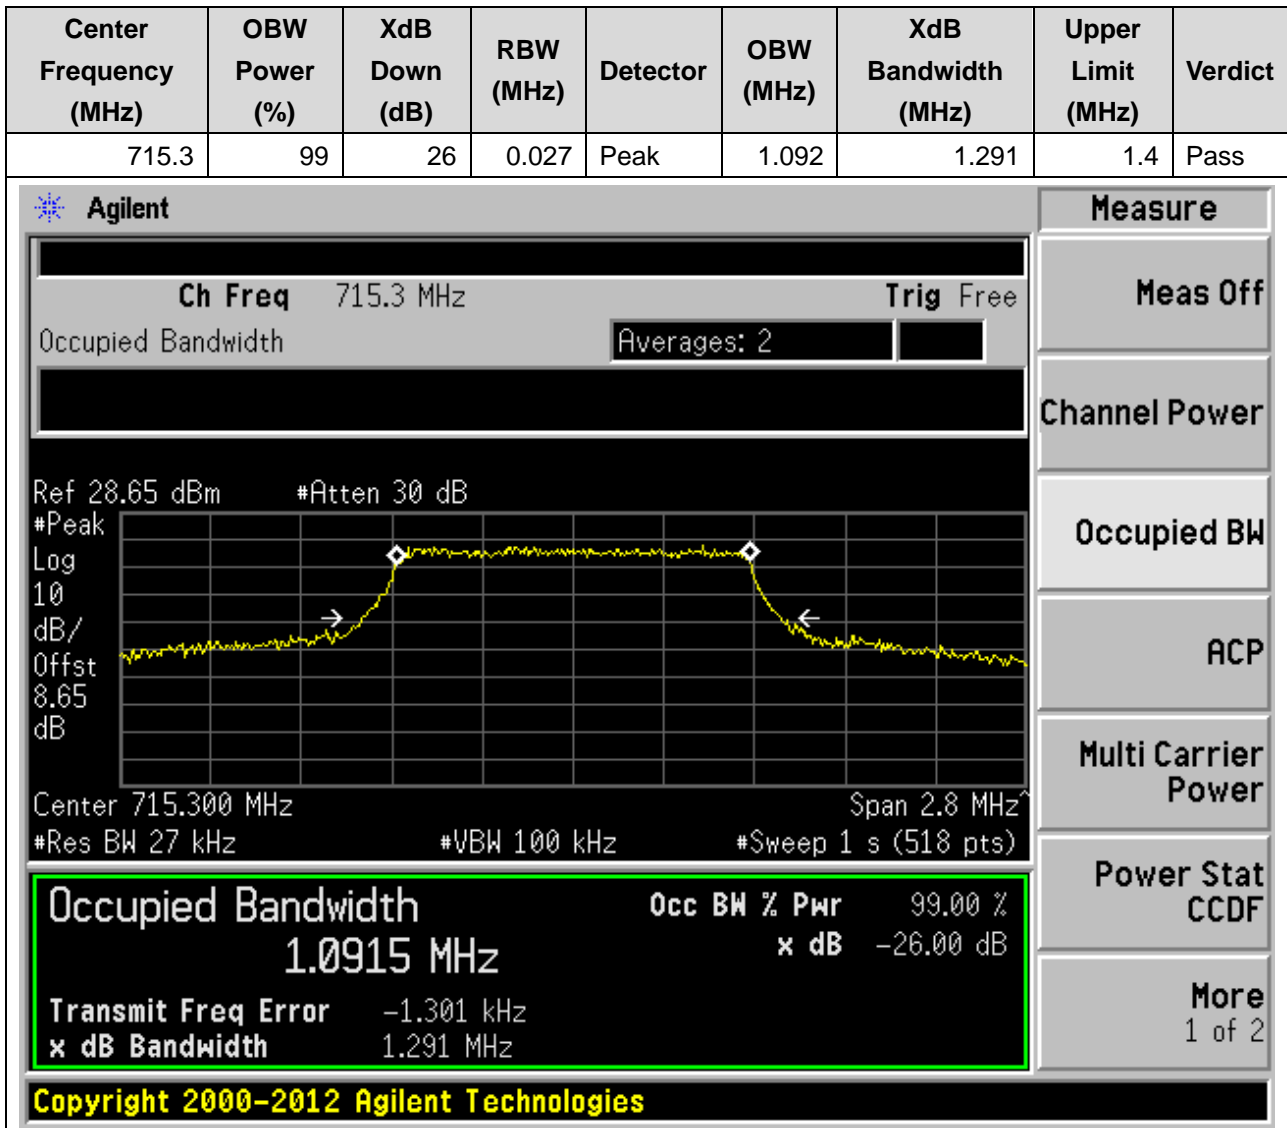 Center Frequency (MHz) OBW Power (%) XdB Down (dB) RBW (MHz) Detector OBW (MHz) XdB Bandwidth (MHz) Upper Limit (MHz) Verdict
715.3 99 26 0.027 Peak 1.092 1.291 1.4 Pass
Agilent
Measure
Ch Freq 715.3 MHz Trig Free
Meas Off
Occupied Bandwidth Averages: 2
Channel Power
Ref 28.65 dBm #Atten 30 dB
#Peak
Log
10
dB/
Offst
8.65
dB
Occupied BW
ACP
Multi Carrier
Power
Center 715.300 MHz Span 2.8 MHz^
#Res BW 27 kHz #VBW 100 kHz #Sweep 1 s (518 pts)
Power Stat
CCDF
Occupied Bandwidth Occ BW % Pwr 99.00 %
1.0915 MHz x dB -26.00 dB
Transmit Freq Error -1.301 kHz
x dB Bandwidth 1.291 MHz
More
1 of 2
Copyright 2000-2012 Agilent Technologies